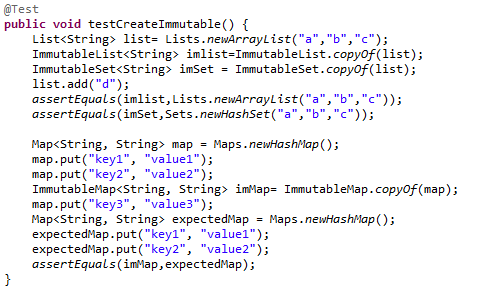 @Test
public void testCreateImmutable() {
    List<String> list= Lists.newArrayList("a","b","c");
    ImmutableList<String> imlist=ImmutableList.copyOf(list);
    ImmutableSet<String> imSet = ImmutableSet.copyOf(list);
    list.add("d");
    assertEquals(imlist,Lists.newArrayList("a","b","c"));
    assertEquals(imSet,Sets.newHashSet("a","b","c"));

    Map<String, String> map = Maps.newHashMap();
    map.put("key1", "value1");
    map.put("key2", "value2");
    ImmutableMap<String, String> imMap= ImmutableMap.copyOf(map);
    map.put("key3", "value3");
    Map<String, String> expectedMap = Maps.newHashMap();
    expectedMap.put("key1", "value1");
    expectedMap.put("key2", "value2");
    assertEquals(imMap,expectedMap);
}